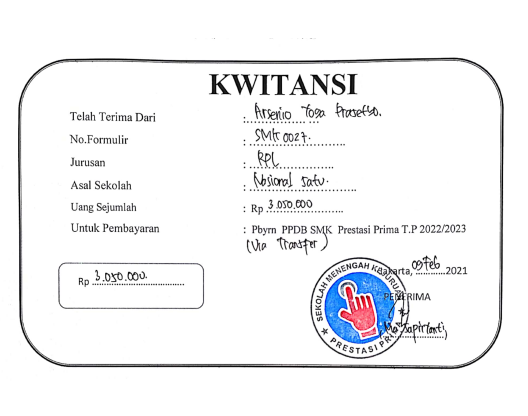 KWITANSI
Telah Terima Dari : Arsenio Yoga Prasetyo.
No.Formulir : SMK 0027.
Jurusan : RPL
Asal Sekolah : Nasional Satu.
Uang Sejumlah : Rp 3.050.000
Untuk Pembayaran : Pbyrn PPDB SMK Prestasi Prima T.P 2022/2023
(Via Transfer)
Rp 3.050.000.
Jakarta, 09 Feb 2021
PENERIMA
SEKOLAH MENENGAH KEJURUAN
PRESTASI PRIMA